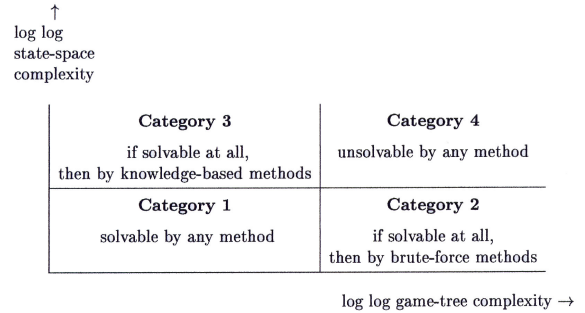 ↑
log log
state-space
complexity
Category 3
if solvable at all,
then by knowledge-based methods
Category 4
unsolvable by any method
Category 1
solvable by any method
Category 2
if solvable at all,
then by brute-force methods
log log game-tree complexity →